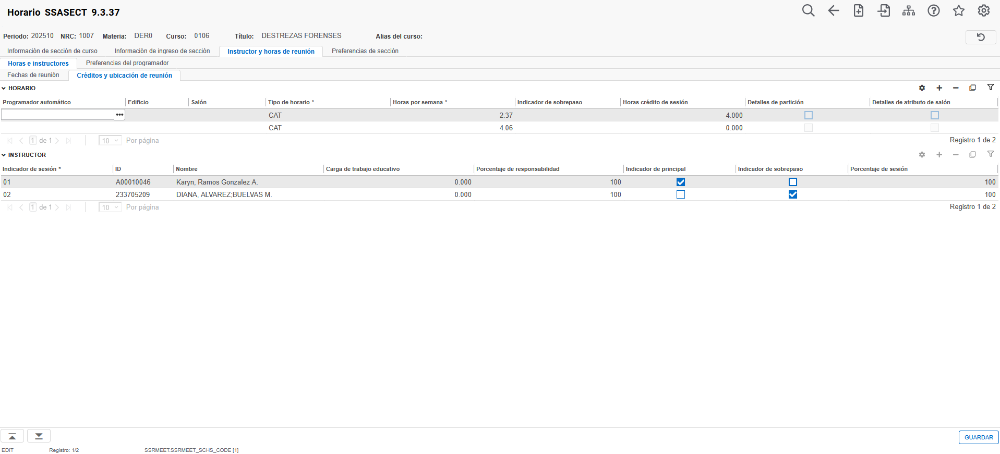 Horario SSASECT 9.3.37
Periodo: 202510 NRC: 1007 Materia: DER0 Curso: 0106 Título: DESTREZAS FORENSES Alias del curso:
Información de sección de curso Información de ingreso de sección Instructor y horas de reunión Preferencias de sección
Horas e instructores Preferencias del programador
Fechas de reunión Créditos y ubicación de reunión
HORARIO
Programador automático Edificio Salón Tipo de horario * Horas por semana * Indicador de sobrepaso Horas crédito de sesión Detalles de partición Detalles de atributo de salón
CAT 2.37 4.000
CAT 4.06 0.000
1 de 1 10 Por página Registro 1 de 2
INSTRUCTOR
Indicador de sesión * ID Nombre Carga de trabajo educativo Porcentaje de responsabilidad Indicador de principal Indicador de sobrepaso Porcentaje de sesión
01 A00010046 Karyn, Ramos Gonzalez A. 0.000 100 100
02 233705209 DIANA, ALVAREZ;BUELVAS M. 0.000 100 100
1 de 1 10 Por página Registro 1 de 2
GUARDAR
EDIT Registro: 1/2 SSRMEET.SSRMEET_SCHS_CODE [1]